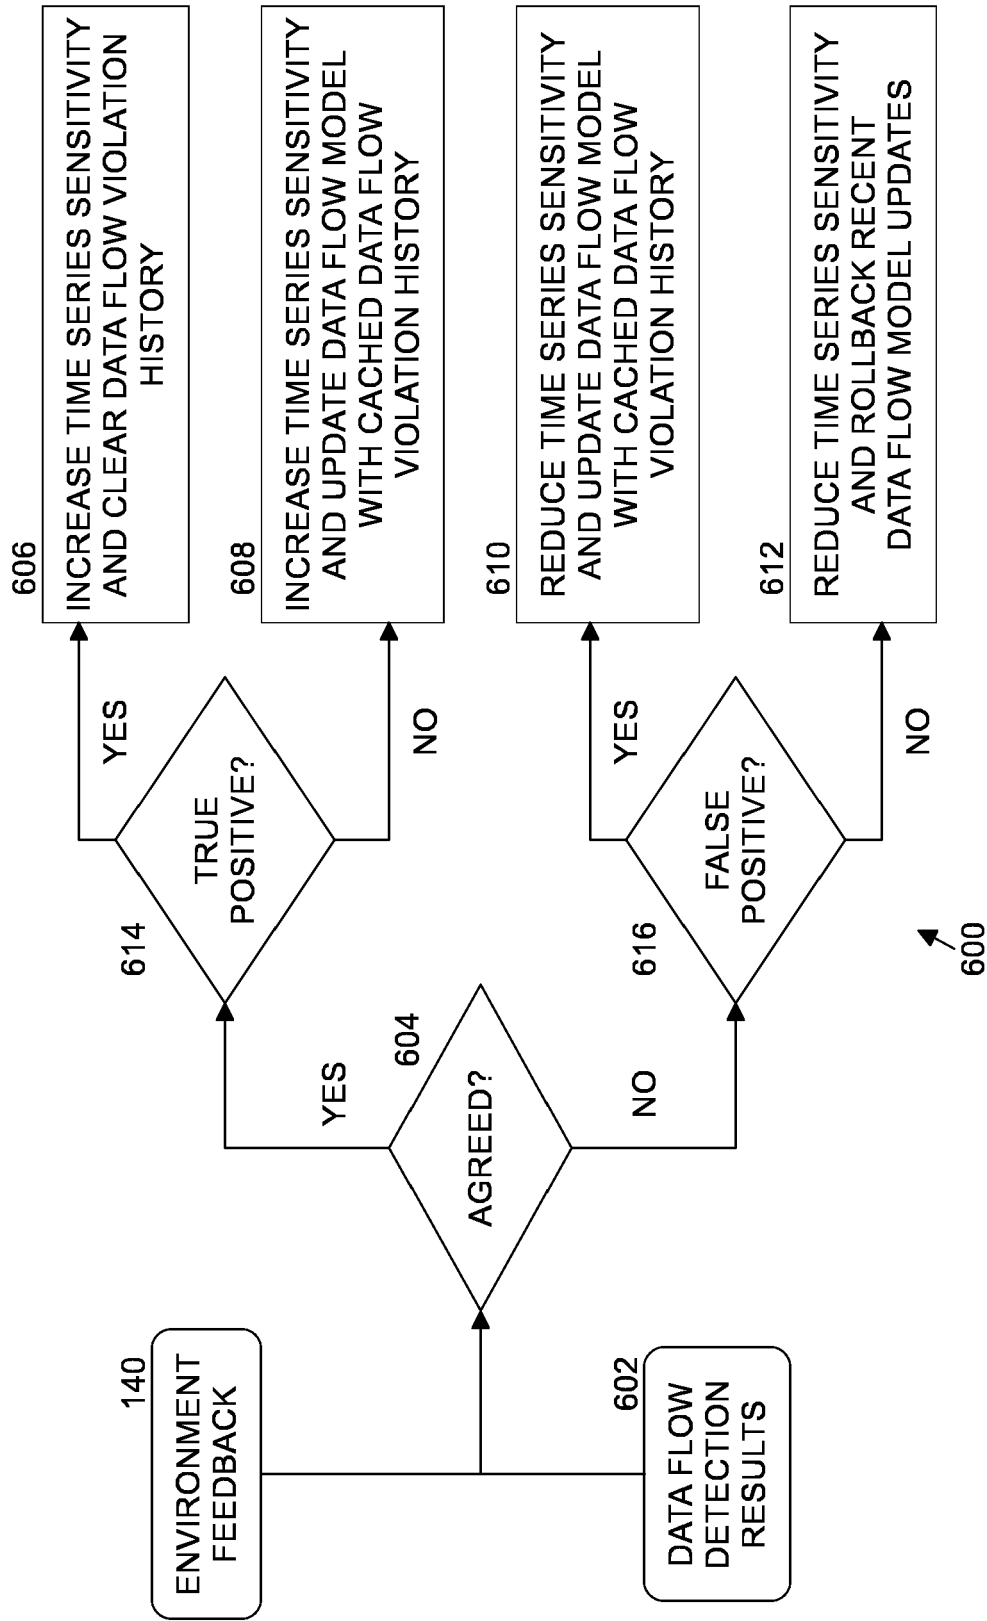 140
ENVIRONMENT
FEEDBACK
602
DATA FLOW
DETECTION
RESULTS
604
AGREED?
YES
NO
614
TRUE
POSITIVE?
YES
NO
616
FALSE
POSITIVE?
YES
NO
606
INCREASE TIME SERIES SENSITIVITY
AND CLEAR DATA FLOW VIOLATION
HISTORY
608
INCREASE TIME SERIES SENSITIVITY
AND UPDATE DATA FLOW MODEL
WITH CACHED DATA FLOW
VIOLATION HISTORY
610
REDUCE TIME SERIES SENSITIVITY
AND UPDATE DATA FLOW MODEL
WITH CACHED DATA FLOW
VIOLATION HISTORY
612
REDUCE TIME SERIES SENSITIVITY
AND ROLLBACK RECENT
DATA FLOW MODEL UPDATES
600